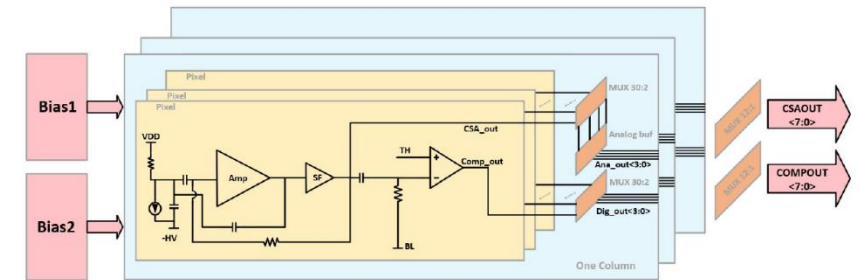 Pixel
Pixel
Pixel
MUX 30:2
Bias1
CSA_out
MUX 12:1
CSAOUT
<7:0>
VDD
Analog buf
TH
Ana_out<3:0>
Amp
SF
Comp_out
MUX 30:2
MUX 12:1
COMPOUT
<7:0>
Bias2
-HV
BL
Dig_out<3:0>
One Column